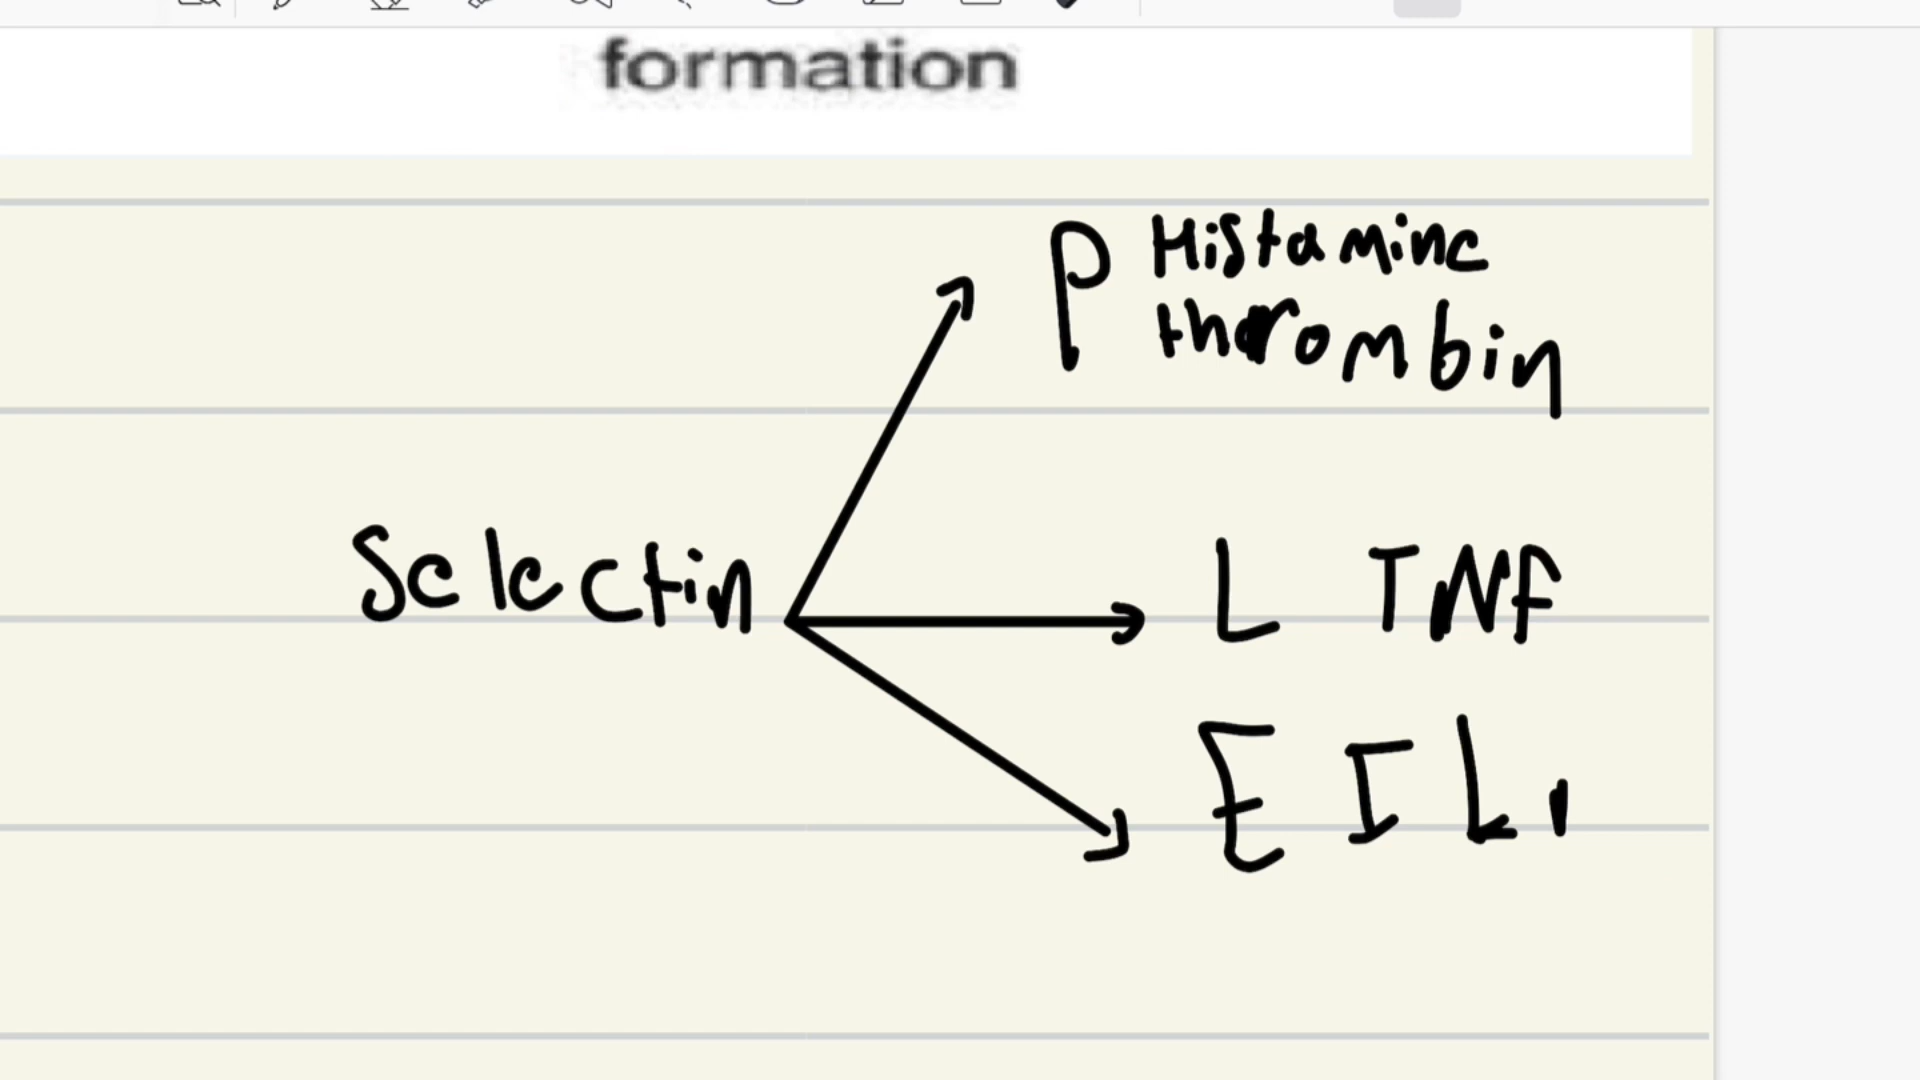 formation
P Histamine
thrombin
Selectin
L TNF
E IL1